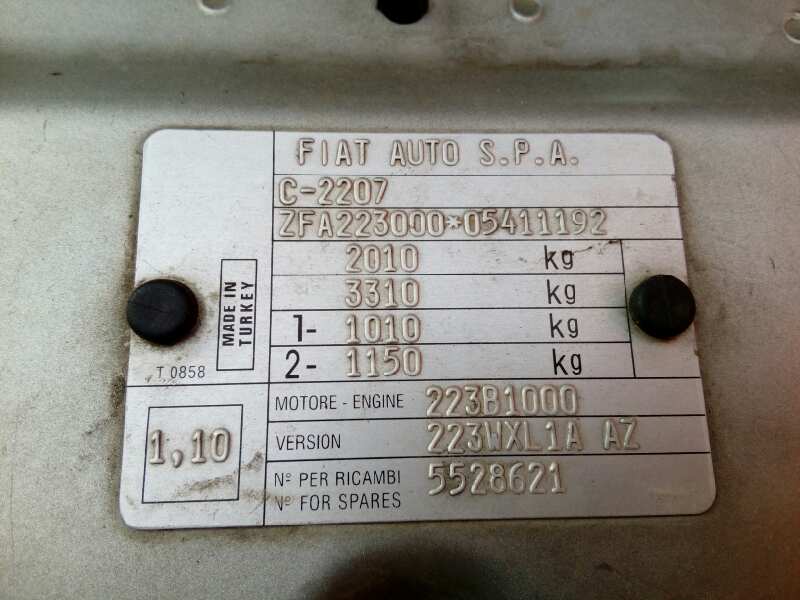 FIAT AUTO S.P.A.
C-2207
ZFA223000*05411192
2010 kg
3310 kg
1- 1010 kg
2- 1150 kg
MADE IN
TURKEY
T 0858
1,10
MOTORE - ENGINE 223B1000
VERSION 223WXL1A AZ
Nº PER RICAMBI
Nº FOR SPARES
5528621